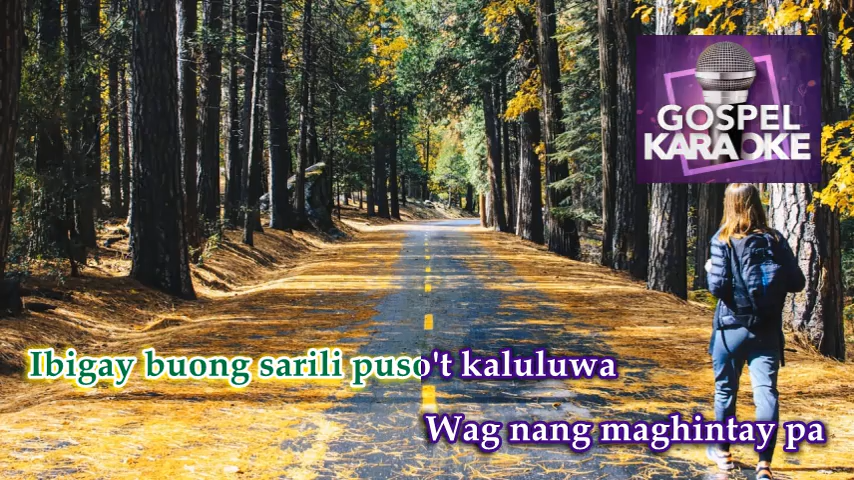 GOSPEL
KARAOKE
Ibigay buong sarili puso't kaluluwa
Wag nang maghintay pa